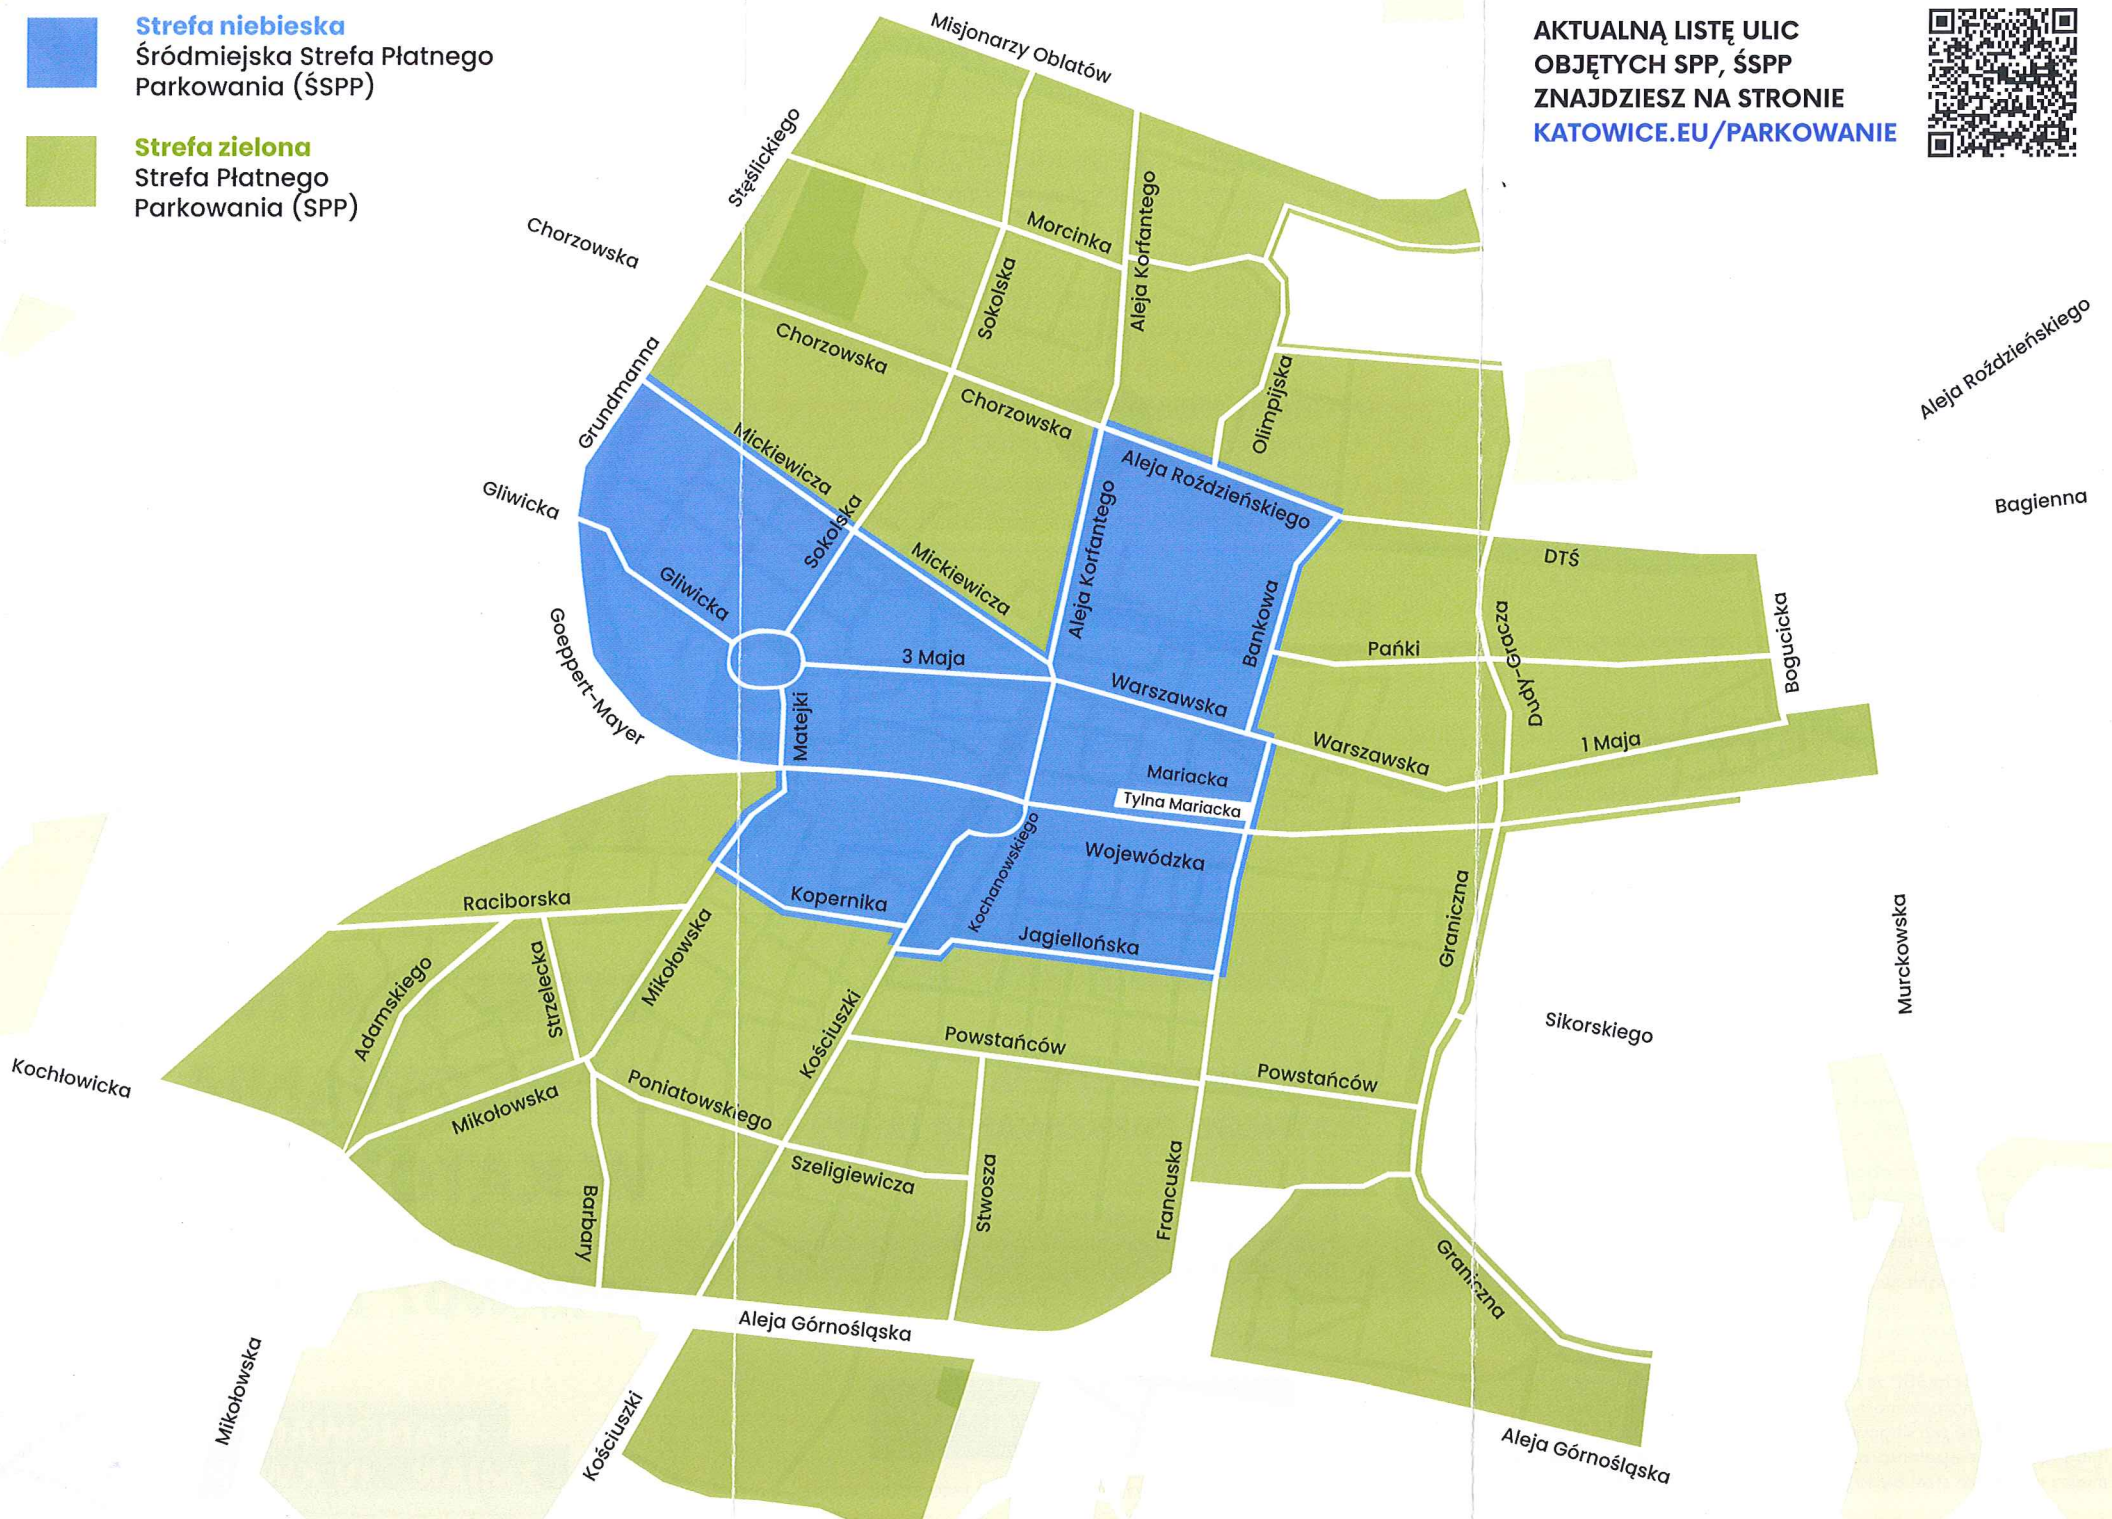 Strefa niebieska
Śródmiejska Strefa Płatnego
Parkowania (ŚSPP)
Strefa zielona
Strefa Płatnego
Parkowania (SPP)
AKTUALNĄ LISTĘ ULIC
OBJĘTYCH SPP, ŚSPP
ZNAJDZIESZ NA STRONIE
KATOWICE.EU/PARKOWANIE
Misjonarzy Oblatów
Stęślickiego
Chorzowska
Morcinka
Aleja Korfantego
Sokolska
Chorzowska
Chorzowska
Olimpijska
Aleja Roździeńskiego
Grundmanna
Mickiewicza
Aleja Roździeńskiego
Gliwicka
Sokolska
Mickiewicza
Aleja Korfantego
Bagienna
DTŚ
Gliwicka
Bankowa
Pańki
Dudy-Gracza
Bogucicka
3 Maja
Goeppert-Mayer
Matejki
Warszawska
Warszawska
1 Maja
Mariacka
Tylna Mariacka
Wojewódzka
Kochanowskiego
Kopernika
Jagiellońska
Raciborska
Graniczna
Murckowska
Adamskiego
Strzelecka
Mikołowska
Kościuszki
Powstańców
Sikorskiego
Kochłowicka
Mikołowska
Poniatowskiego
Powstańców
Szeligiewicza
Barbary
Stwosza
Francuska
Graniczna
Aleja Górnośląska
Mikołowska
Kościuszki
Aleja Górnośląska